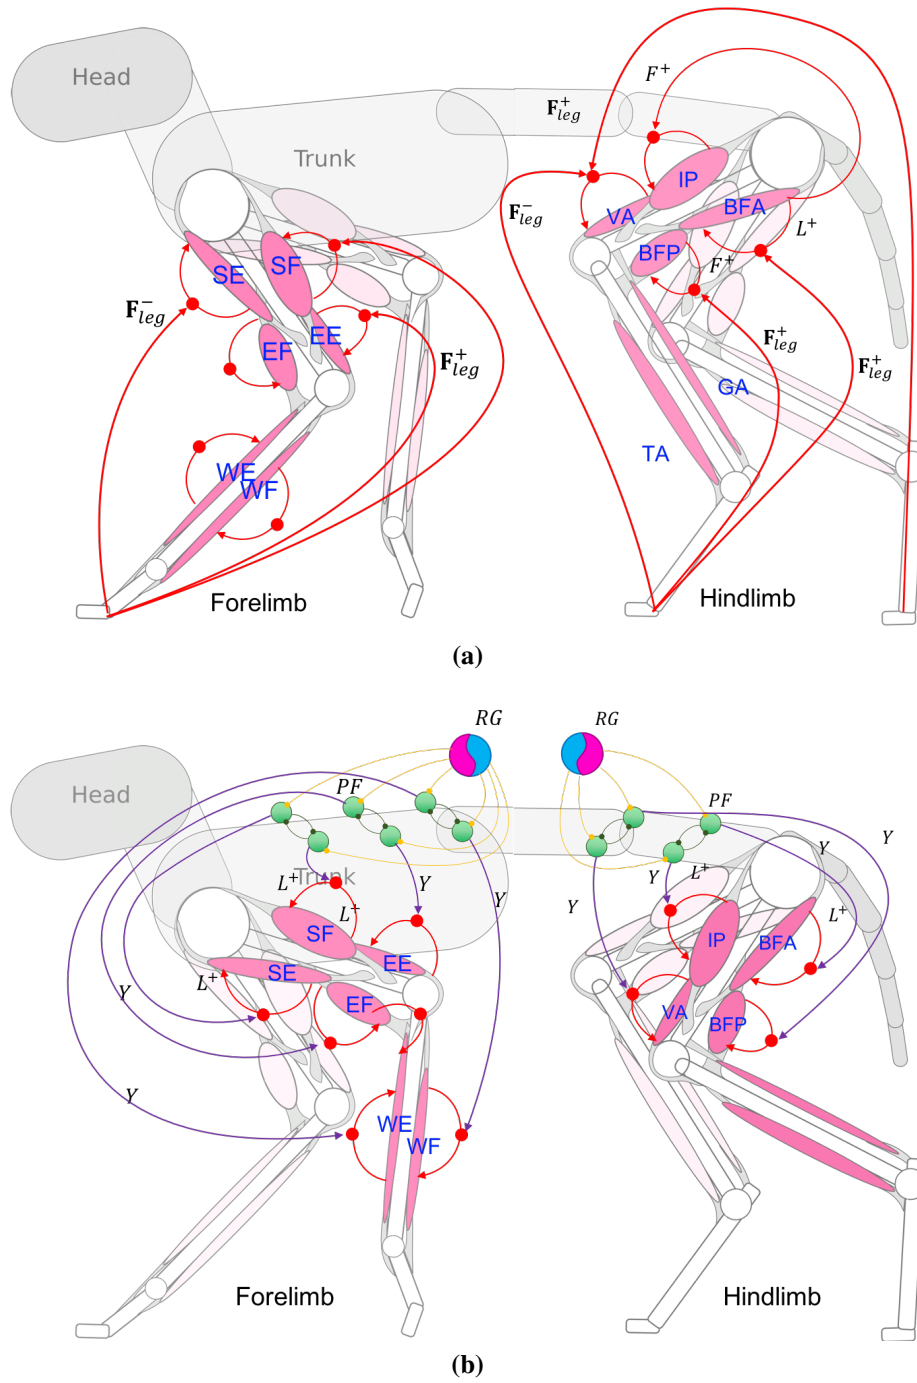 Head
F⁺
𝐅⁺leg
Trunk
IP
BFA
VA
𝐅⁻leg
L⁺
BFP
F⁺
SE
SF
𝐅⁻leg
EE
EF
𝐅⁺leg
𝐅⁺leg
𝐅⁺leg
GA
TA
WE
WF
Forelimb
Hindlimb
(a)
RG
RG
Head
PF
PF
Y
Y
Trunk
L⁺
Y
L⁺
Y
L⁺
Y
L⁺
SF
IP
BFA
EE
SE
L⁺
Y
EF
VA
BFP
Y
WE
WF
Forelimb
Hindlimb
(b)